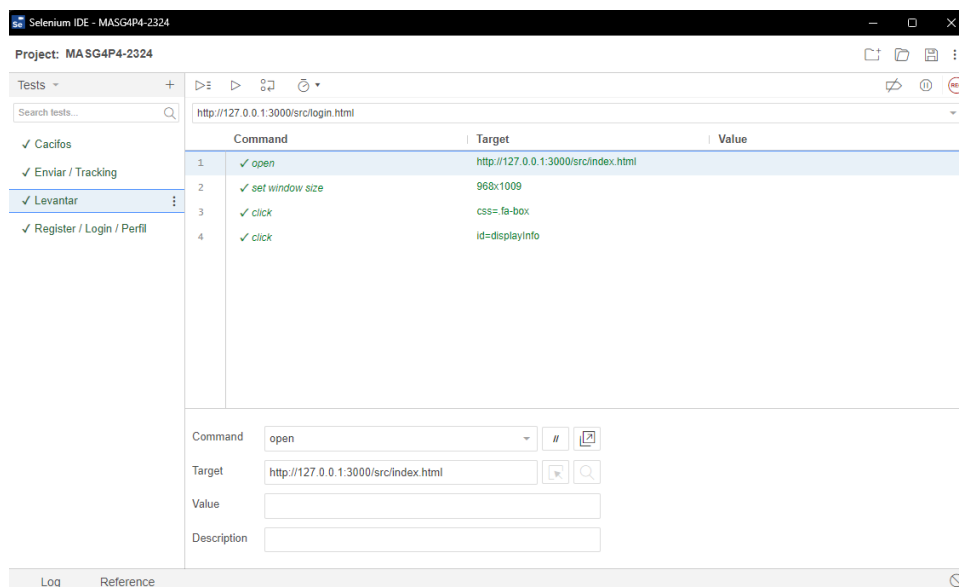 Se Selenium IDE - MASG4P4-2324
Project: MASG4P4-2324
Tests
Search tests...
✓ Cacifos
✓ Enviar / Tracking
✓ Levantar
✓ Register / Login / Perfil
http://127.0.0.1:3000/src/login.html
REC
Command Target Value
1 ✓ open http://127.0.0.1:3000/src/index.html
2 ✓ set window size 968x1009
3 ✓ click css=.fa-box
4 ✓ click id=displayInfo
Command open //
Target http://127.0.0.1:3000/src/index.html
Value
Description
Log Reference